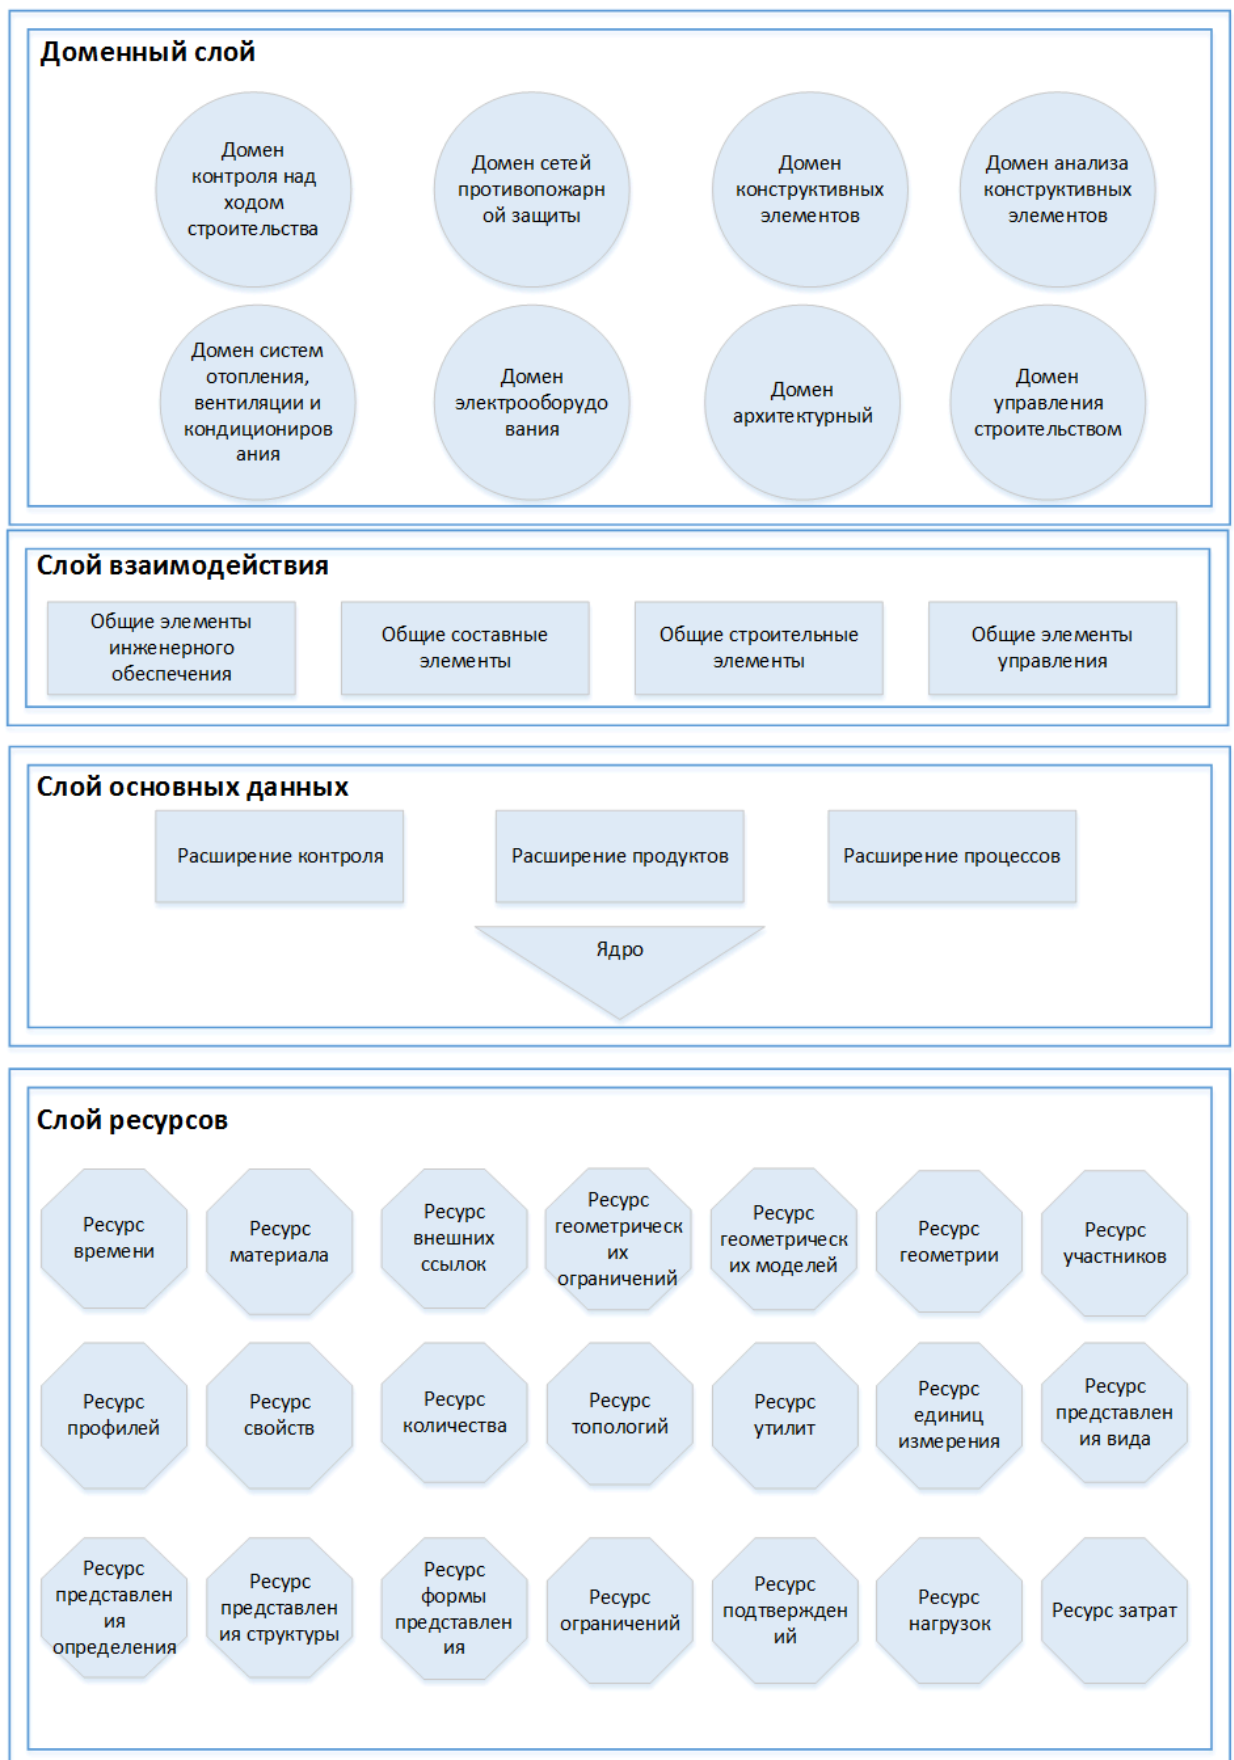 Доменный слой
Домен
контроля над
ходом
строительства
Домен сетей
противопожарн
ой защиты
Домен
конструктивных
элементов
Домен анализа
конструктивных
элементов
Домен систем
отопления,
вентиляции и
кондициониров
ания
Домен
электрооборудо
вания
Домен
архитектурный
Домен
управления
строительством
Слой взаимодействия
Общие элементы
инженерного
обеспечения
Общие составные
элементы
Общие строительные
элементы
Общие элементы
управления
Слой основных данных
Расширение контроля
Расширение продуктов
Расширение процессов
Ядро
Слой ресурсов
Ресурс
времени
Ресурс
материала
Ресурс
внешних
ссылок
Ресурс
геометрическ
их
ограничений
Ресурс
геометрическ
их моделей
Ресурс
геометрии
Ресурс
участников
Ресурс
профилей
Ресурс
свойств
Ресурс
количества
Ресурс
топологий
Ресурс
утилит
Ресурс
единиц
измерения
Ресурс
представлен
ия вида
Ресурс
представлен
ия
определения
Ресурс
представлен
ия структуры
Ресурс
формы
представлен
ия
Ресурс
ограничений
Ресурс
подтвержден
ий
Ресурс
нагрузок
Ресурс затрат